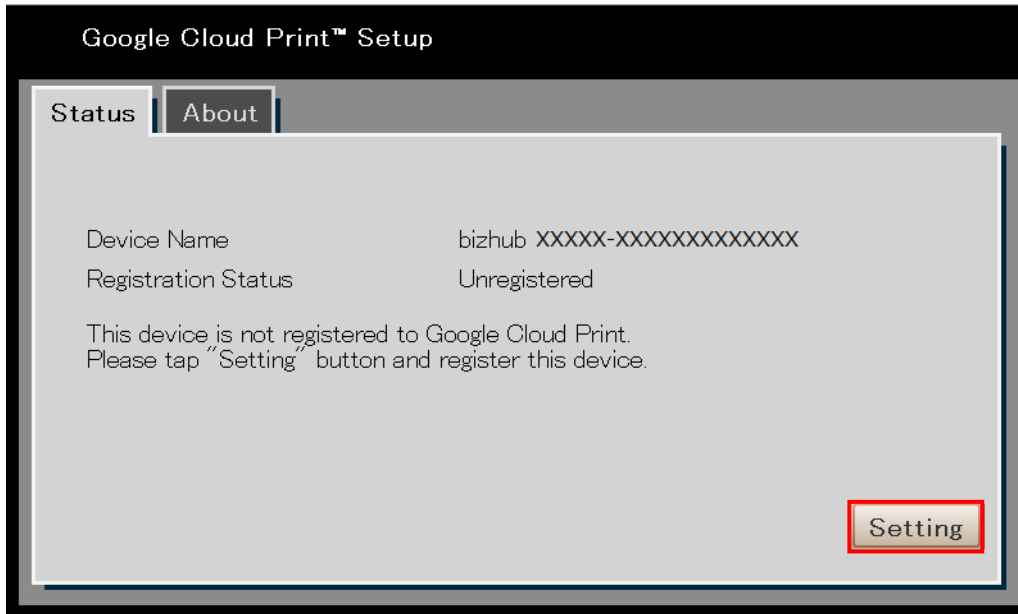 Google Cloud Print™ Setup
Status About
Device Name bizhub XXXXX-XXXXXXXXXXXXX
Registration Status Unregistered
This device is not registered to Google Cloud Print.
Please tap "Setting" button and register this device.
Setting